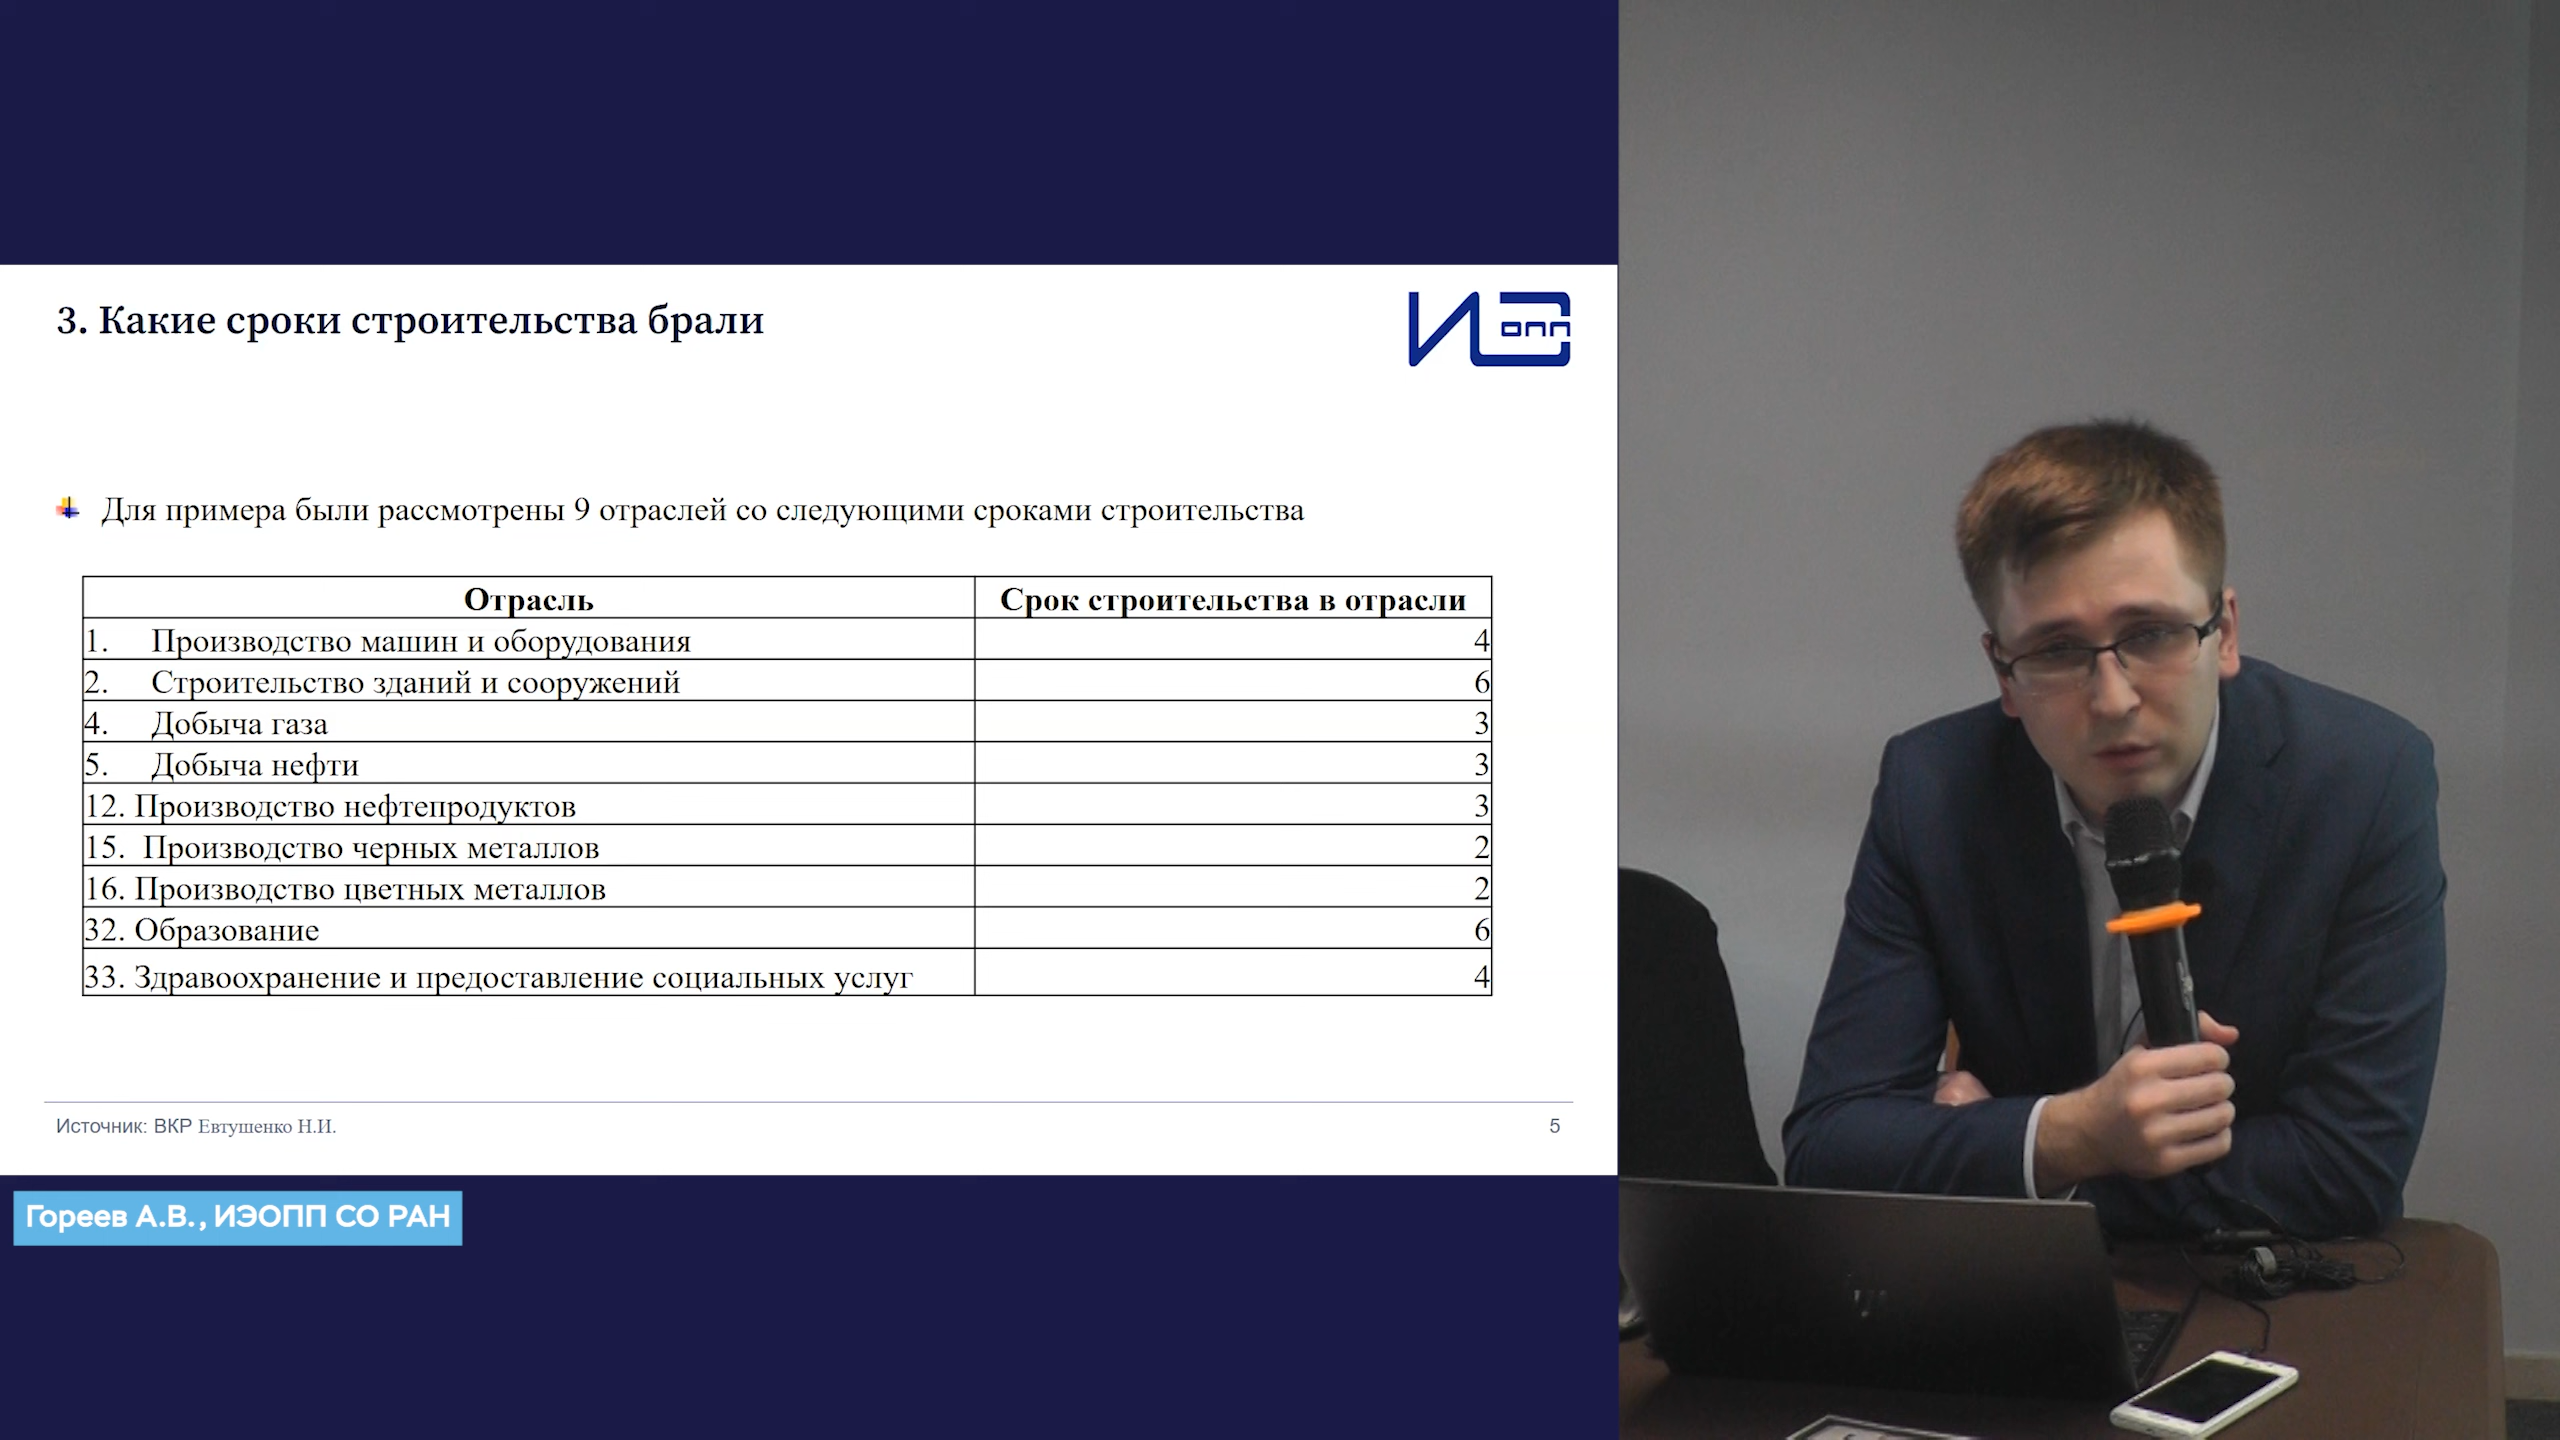 3. Какие сроки строительства брали
ИЭ
опп
Для примера были рассмотрены 9 отраслей со следующими сроками строительства
Отрасль Срок строительства в отрасли
1. Производство машин и оборудования 4
2. Строительство зданий и сооружений 6
4. Добыча газа 3
5. Добыча нефти 3
12. Производство нефтепродуктов 3
15. Производство черных металлов 2
16. Производство цветных металлов 2
32. Образование 6
33. Здравоохранение и предоставление социальных услуг 4
Источник: ВКР Евтушенко Н.И. 5
Гореев А.В., ИЭОПП СО РАН